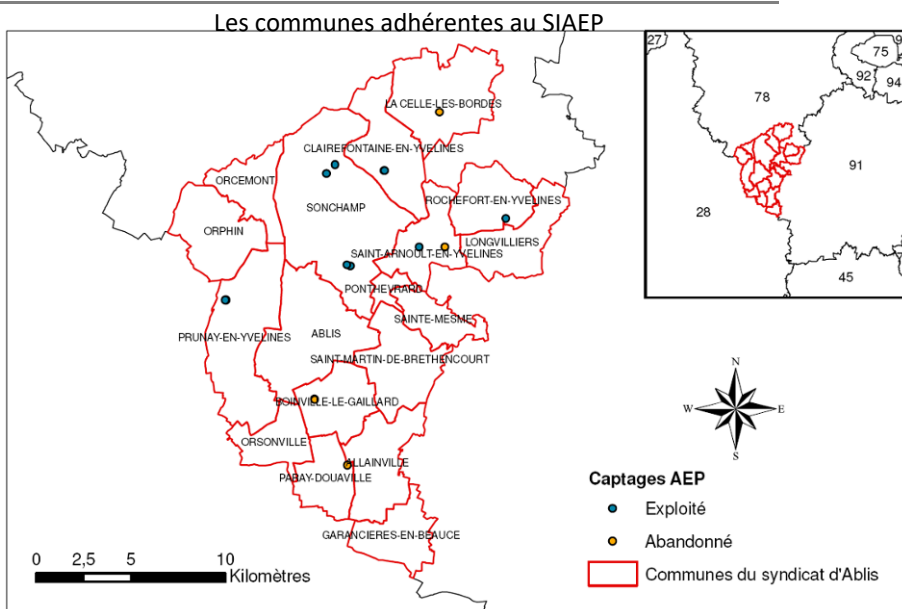 Les communes adhérentes au SIAEP
27
9
75
92
94
78
91
28
45
LA CELLE-LES-BORDES
CLAIREFONTAINE-EN-YVELINES
ORCEMONT
SONCHAMP
ROCHEFORT-EN-YVELINES
ORPHIN
LONGVILLIERS
SAINT-ARNOULT-EN-YVELINES
PONTHEVRARD
SAINTE-MESME
PRUNAY-EN-YVELINES
ABLIS
SAINT-MARTIN-DE-BRETHENCOURT
BOINVILLE-LE-GAILLARD
ORSONVILLE
ALLAINVILLE
PARAY-DOUAVILLE
GARANCIERES-EN-BEAUCE
N
W
E
S
Captages AEP
Exploité
Abandonné
Communes du syndicat d'Ablis
0 2,5 5 10
Kilomètres